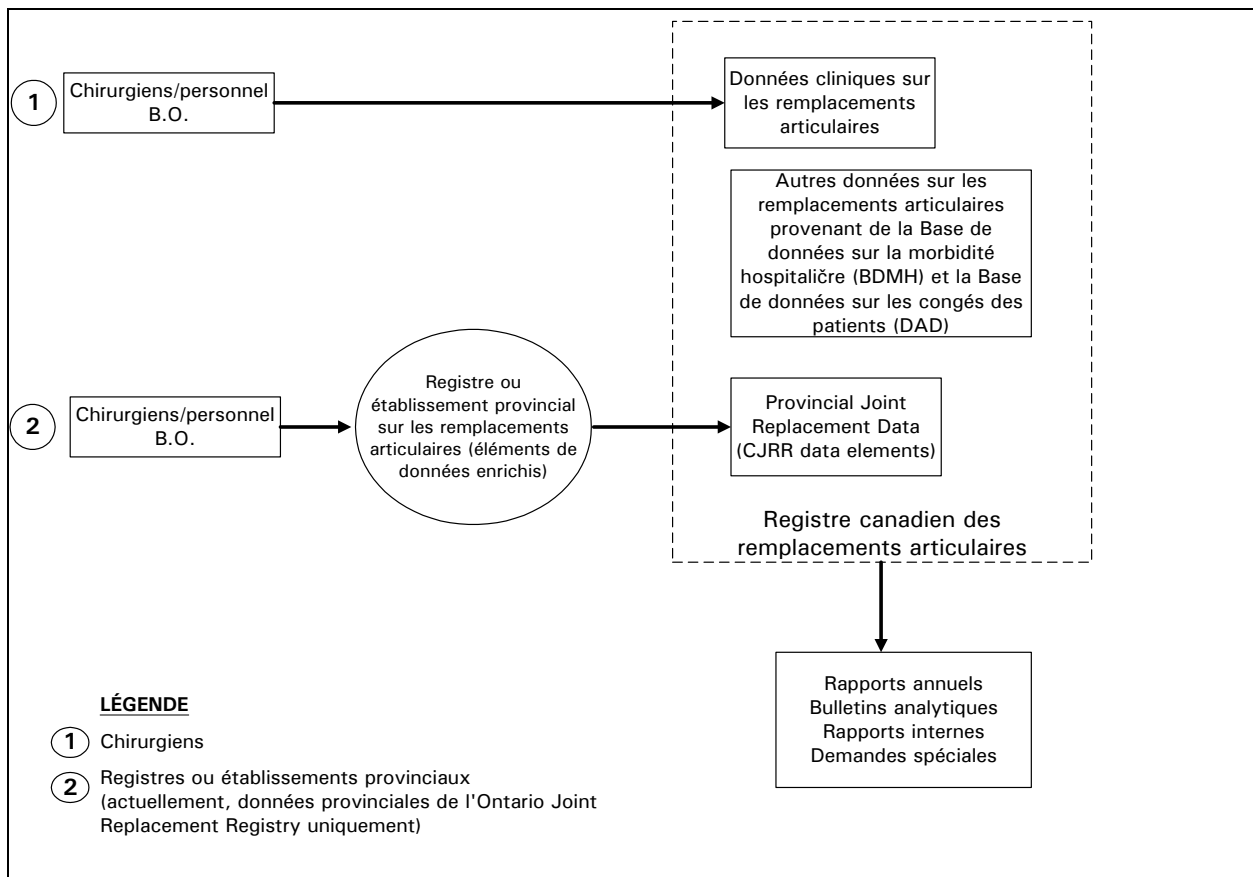 1
Chirurgiens/personnel
B.O.
Données cliniques sur
les remplacements
articulaires
Autres données sur les
remplacements articulaires
provenant de la Base de
données sur la morbidité
hospitaličre (BDMH) et la Base
de données sur les congés des
patients (DAD)
2
Chirurgiens/personnel
B.O.
Registre ou
établissement provincial
sur les remplacements
articulaires (éléments de
données enrichis)
Provincial Joint
Replacement Data
(CJRR data elements)
Registre canadien des
remplacements articulaires
Rapports annuels
Bulletins analytiques
Rapports internes
Demandes spéciales
LÉGENDE
1 Chirurgiens
2 Registres ou établissements provinciaux
(actuellement, données provinciales de l'Ontario Joint
Replacement Registry uniquement)